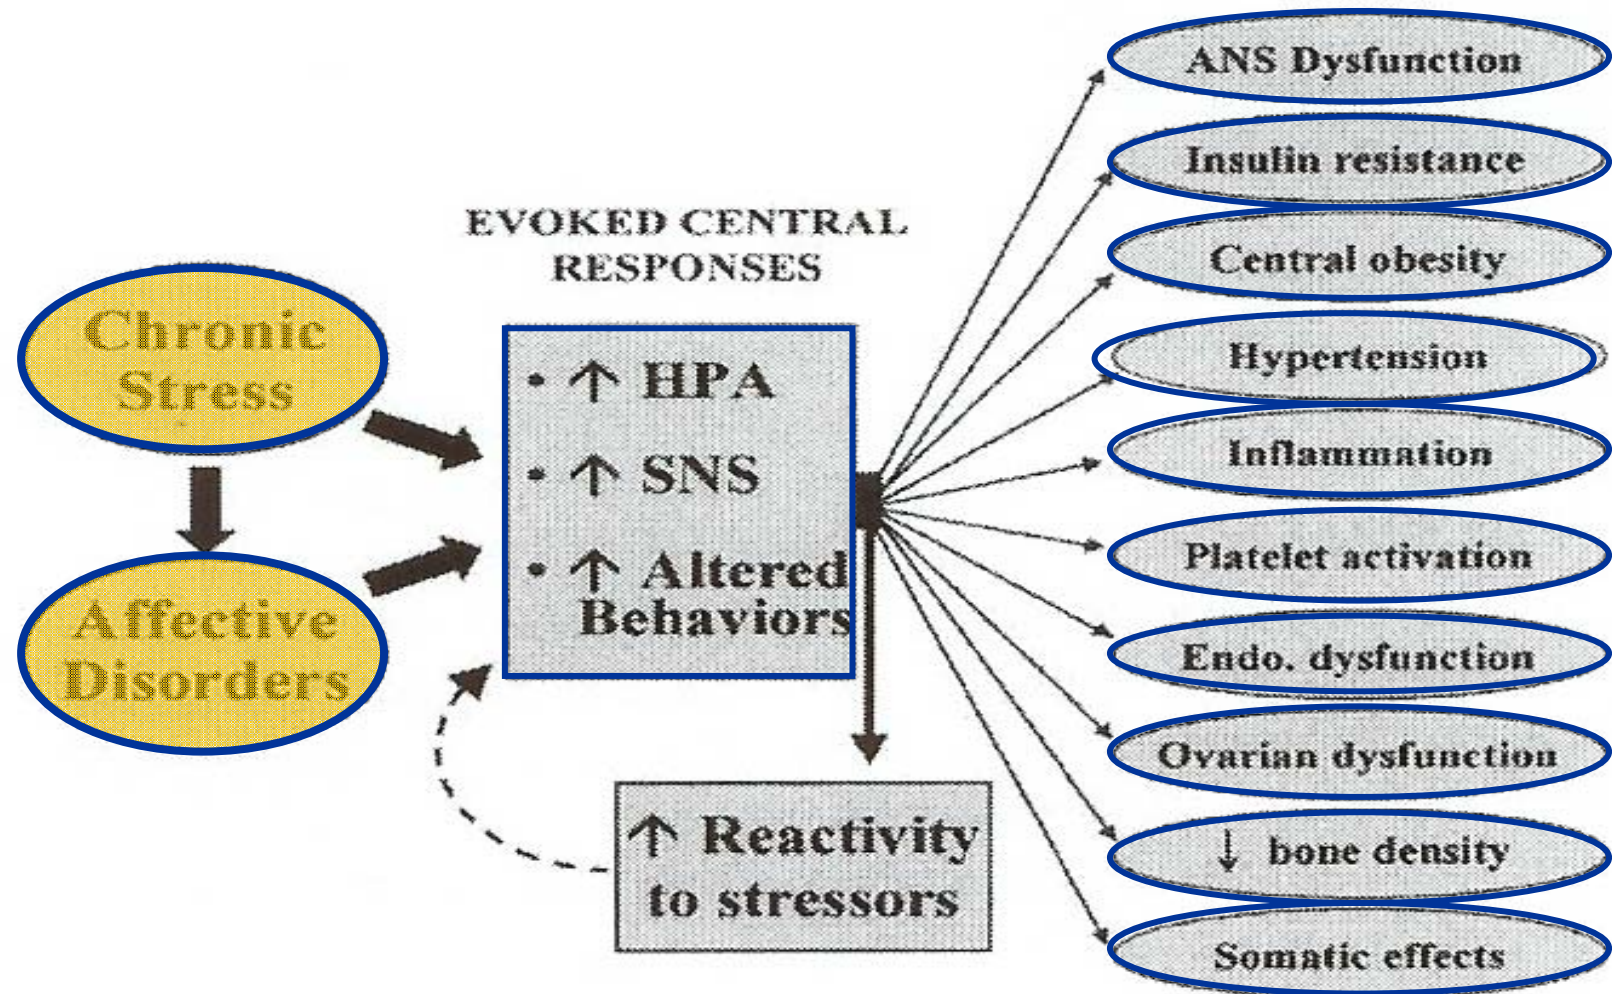 Chronic
Stress
Affective
Disorders
EVOKED CENTRAL
RESPONSES
• ↑ HPA
• ↑ SNS
• ↑ Altered
Behaviors
↑ Reactivity
to stressors
ANS Dysfunction
Insulin resistance
Central obesity
Hypertension
Inflammation
Platelet activation
Endo. dysfunction
Ovarian dysfunction
↓ bone density
Somatic effects